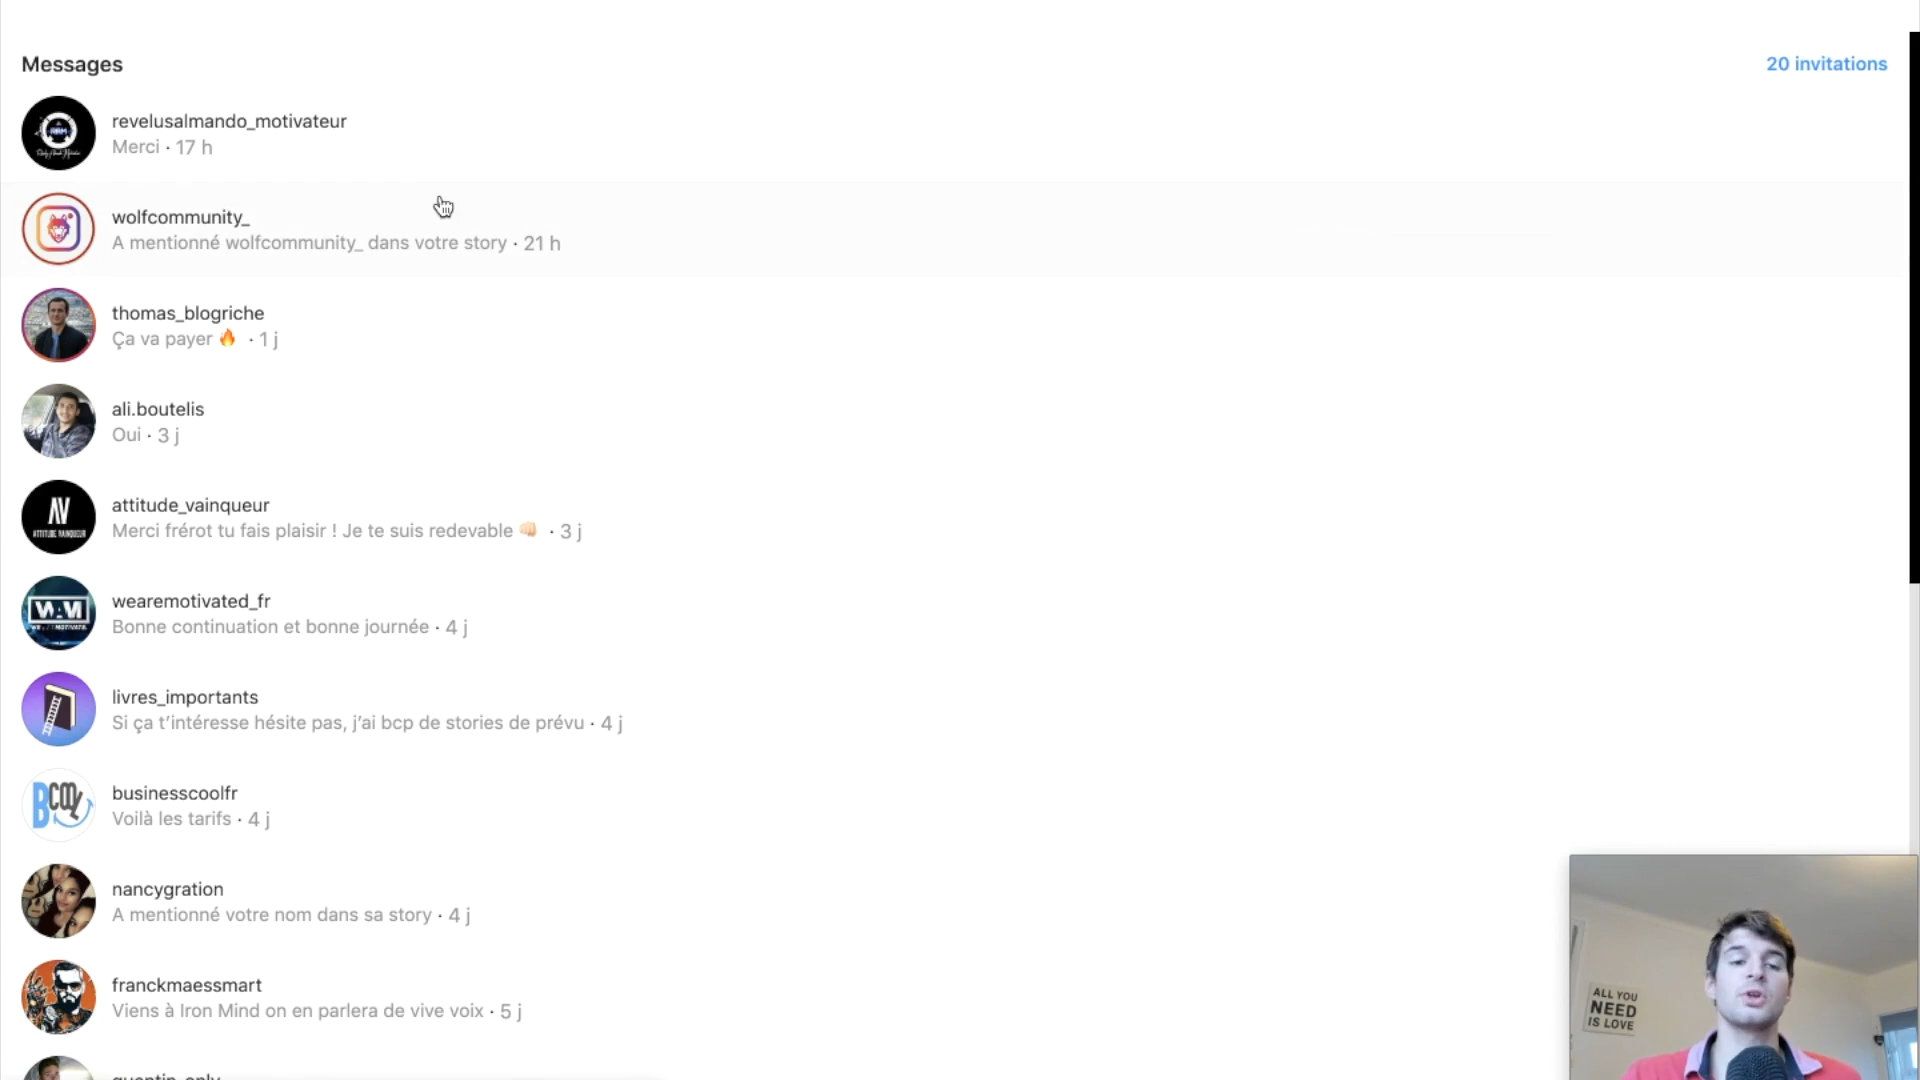 Messages
20 invitations
revelusalmando_motivateur
Merci · 17 h
wolfcommunity_
A mentionné wolfcommunity_ dans votre story · 21 h
thomas_blogriche
Ça va payer 🔥 · 1 j
ali.boutelis
Oui · 3 j
AV
ATTITUDE VAINQUEUR
attitude_vainqueur
Merci frérot tu fais plaisir ! Je te suis redevable 👊🏻 · 3 j
WAM
wearemotivated_fr
Bonne continuation et bonne journée · 4 j
livres_importants
Si ça t’intéresse hésite pas, j’ai bcp de stories de prévu · 4 j
BCOOL
businesscoolfr
Voilà les tarifs · 4 j
nancygration
A mentionné votre nom dans sa story · 4 j
franckmaessmart
Viens à Iron Mind on en parlera de vive voix · 5 j
ALL YOU
NEED
IS LOVE